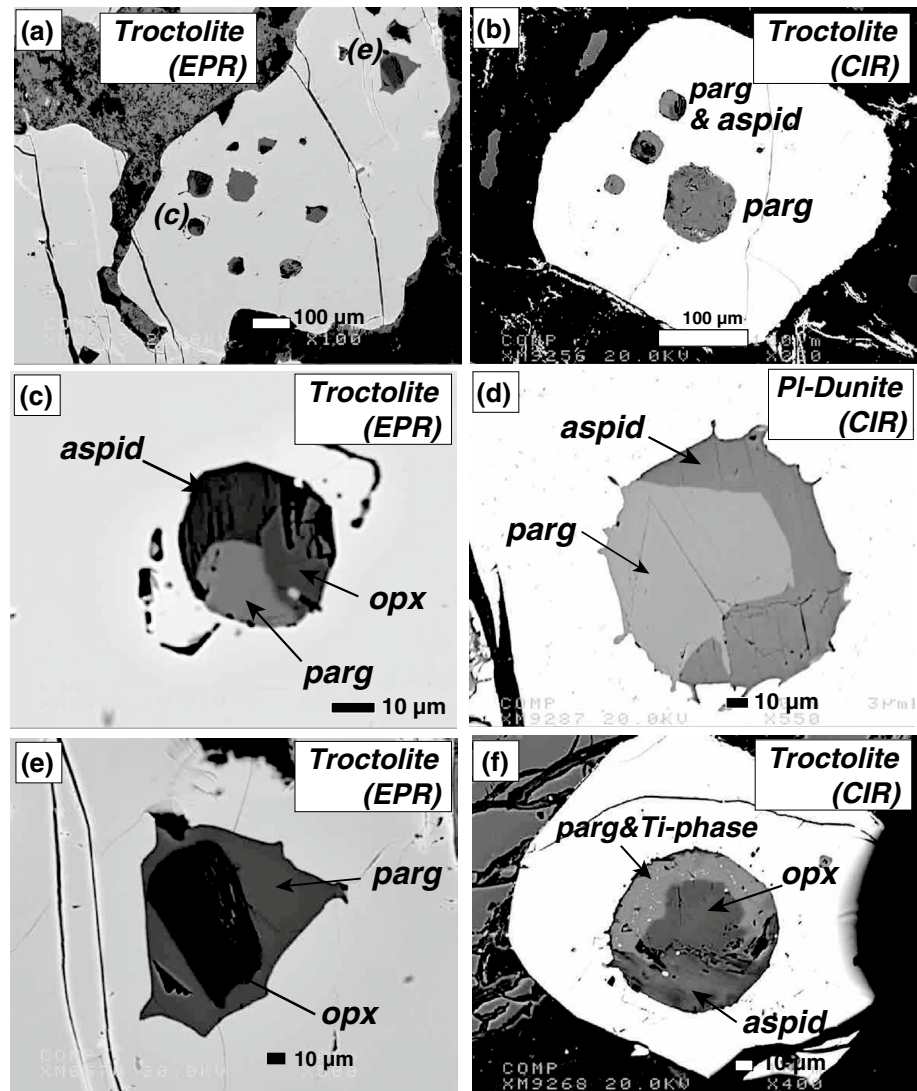 (a)
Troctolite
(EPR)
(e)
(c)
100 µm
COMP
X100
(b)
Troctolite
(CIR)
parg
& aspid
parg
100 µm
COMP
XM9256 20.0KV
(c)
Troctolite
(EPR)
aspid
opx
parg
10 µm
(d)
Pl-Dunite
(CIR)
aspid
parg
10 µm
COMP
XM9287 20.0KV X550 3µm
(e)
Troctolite
(EPR)
parg
opx
10 µm
COMP
(f)
Troctolite
(CIR)
parg&Ti-phase
opx
aspid
10 µm
COMP
XM9268 20.0KV X400